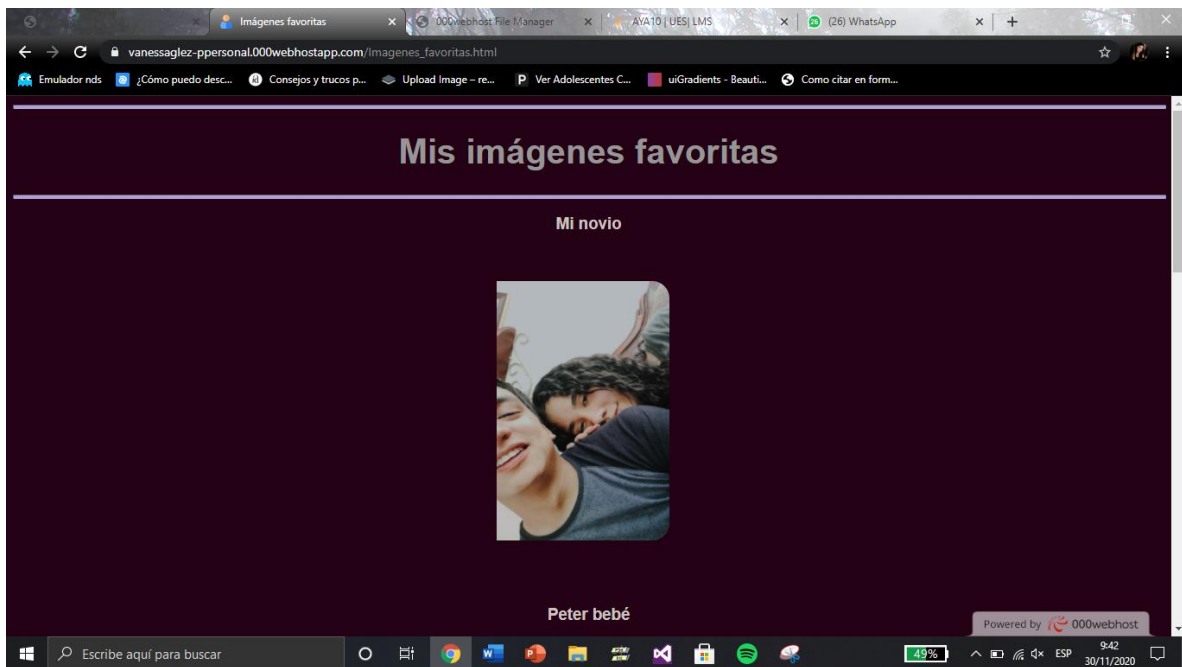 Imágenes favoritas
000webhost File Manager
AYA10 | UES| LMS
(26) WhatsApp
vanessaglez-ppersonal.000webhostapp.com/Imagenes_favoritas.html
Emulador nds
¿Cómo puedo desc...
Consejos y trucos p...
Upload Image – re...
Ver Adolescentes C...
uiGradients - Beauti...
Como citar en form...
Mis imágenes favoritas
Mi novio
Peter bebé
Powered by 000webhost
Escribe aquí para buscar
49%
ESP
9:42
30/11/2020